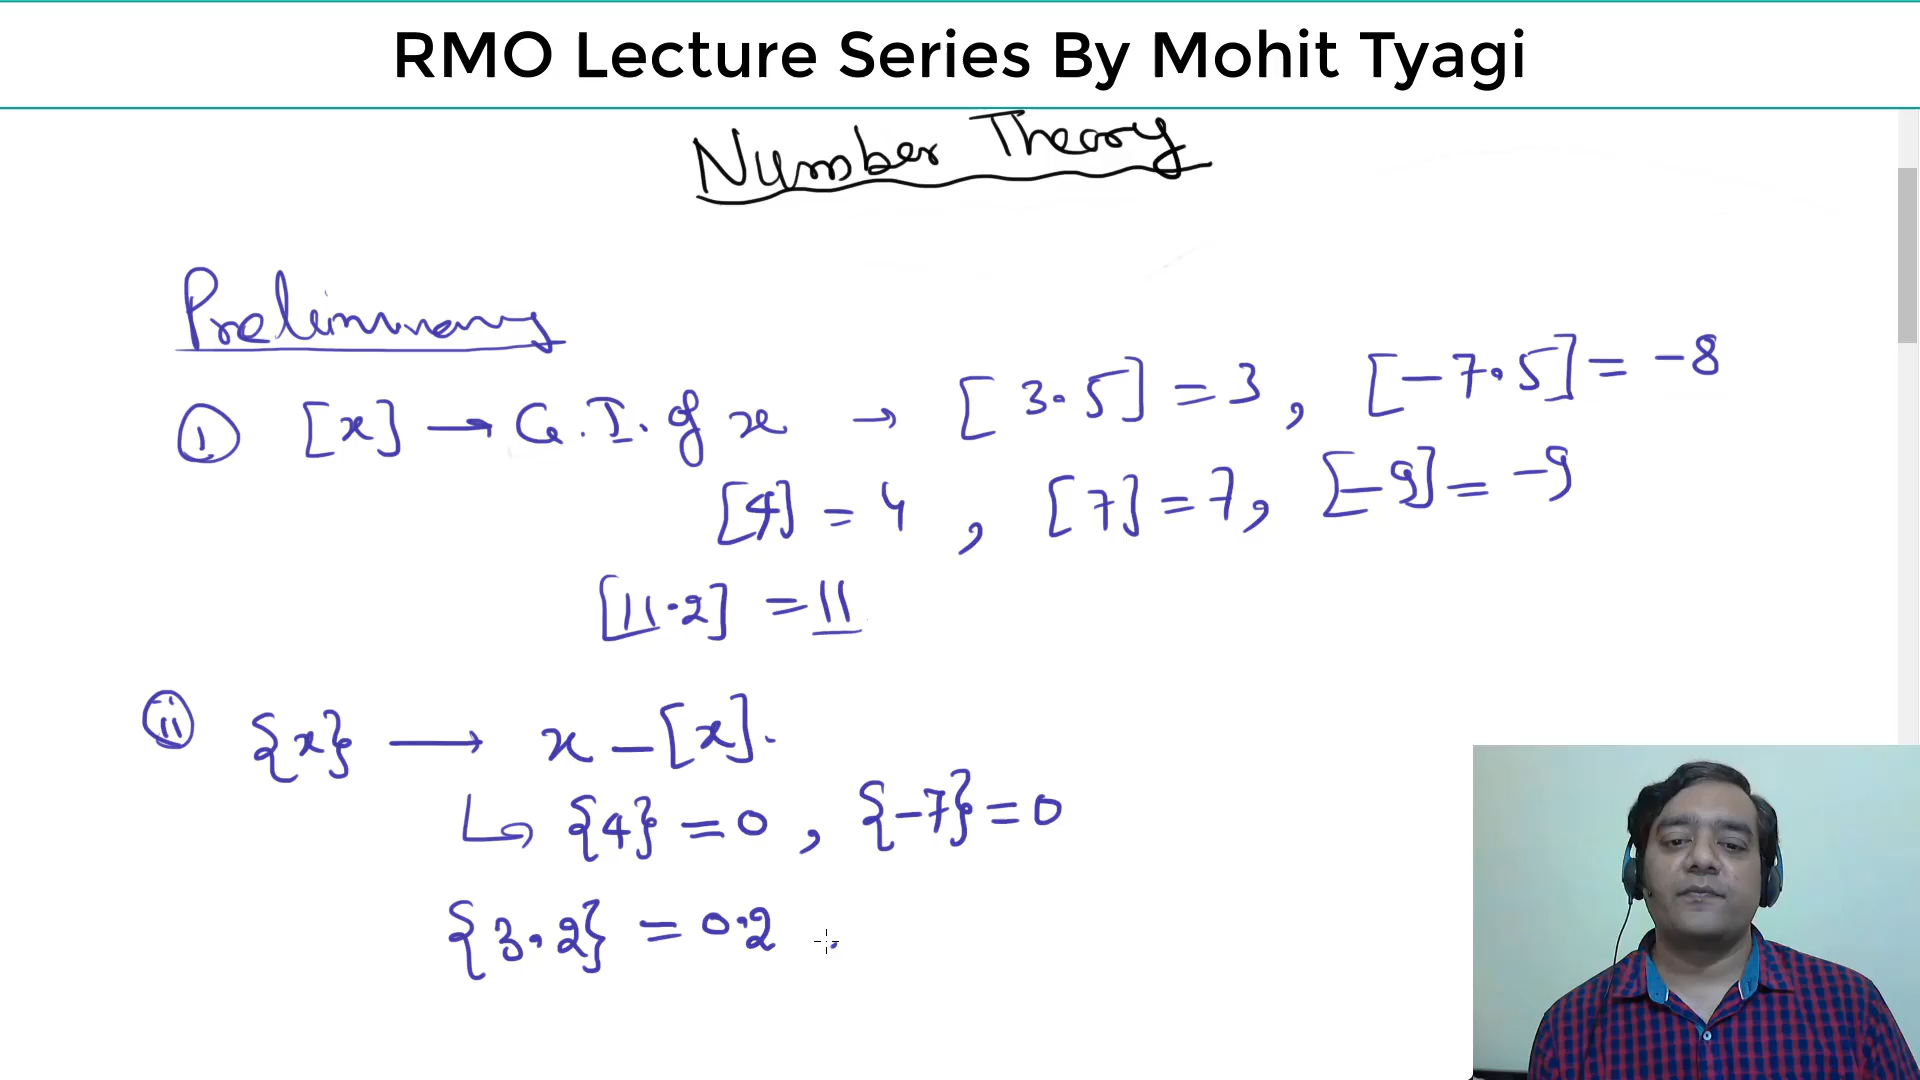 RMO Lecture Series By Mohit Tyagi
Number Theory
Preliminary
① [x] → G.I. of x → [3.5] = 3, [-7.5] = -8
[4] = 4, [7] = 7, [-9] = -9
[11.2] = 11
ⅱ {x} → x - [x].
↳ {4} = 0, {-7} = 0
{3.2} = 0.2